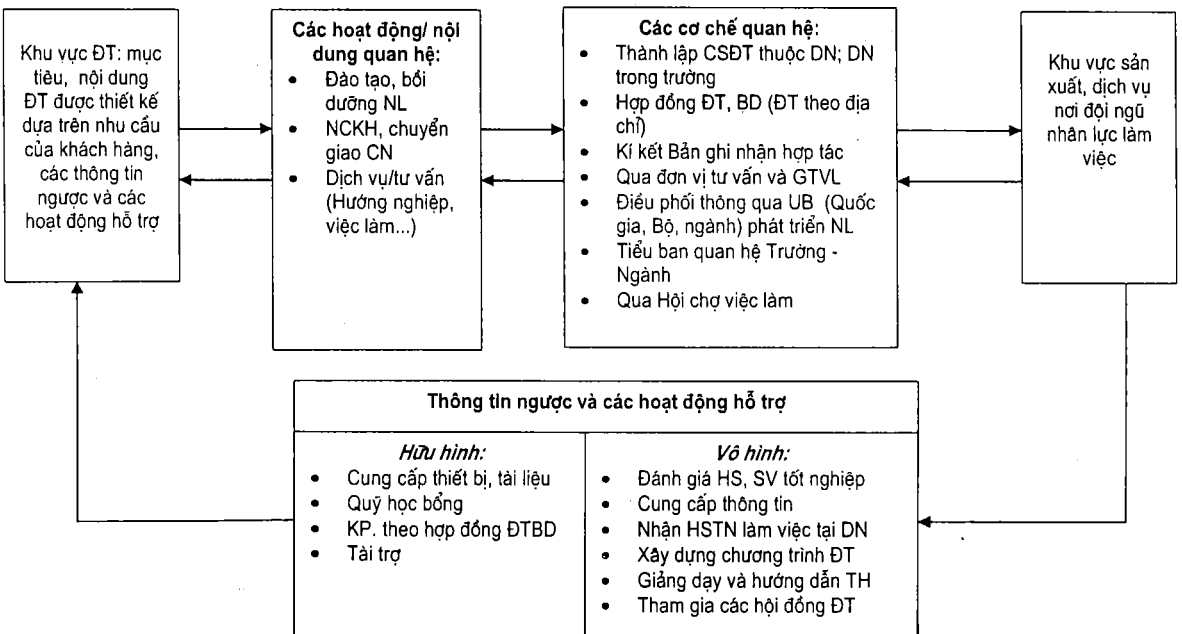 Khu vực ĐT: mục
tiêu, nội dung
ĐT được thiết kế
dựa trên nhu cầu
của khách hàng,
các thông tin
ngược và các
hoạt động hỗ trợ
Các hoạt động/ nội
dung quan hệ:
• Đào tạo, bồi
dưỡng NL
• NCKH, chuyển
giao CN
• Dịch vụ/tư vấn
(Hướng nghiệp,
việc làm...)
Các cơ chế quan hệ:
• Thành lập CSĐT thuộc DN; DN
trong trường
• Hợp đồng ĐT, BD (ĐT theo địa
chỉ)
• Kí kết Bản ghi nhận hợp tác
• Qua đơn vị tư vấn và GTVL
• Điều phối thông qua UB (Quốc
gia, Bộ, ngành) phát triển NL
• Tiểu ban quan hệ Trường -
Ngành
• Qua Hội chợ việc làm
Khu vực sản
xuất, dịch vụ
nơi đội ngũ
nhân lực làm
việc
Thông tin ngược và các hoạt động hỗ trợ
Hữu hình:
• Cung cấp thiết bị, tài liệu
• Quỹ học bổng
• KP. theo hợp đồng ĐTBD
• Tài trợ
Vô hình:
• Đánh giá HS, SV tốt nghiệp
• Cung cấp thông tin
• Nhận HSTN làm việc tại DN
• Xây dựng chương trình ĐT
• Giảng dạy và hướng dẫn TH
• Tham gia các hội đồng ĐT